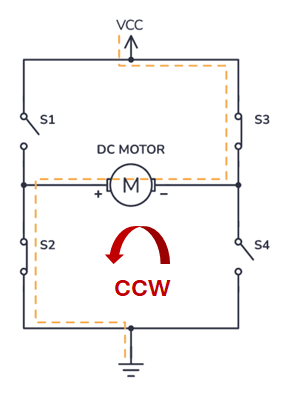 VCC
S1
S3
DC MOTOR
M
+ −
S2
S4
CCW